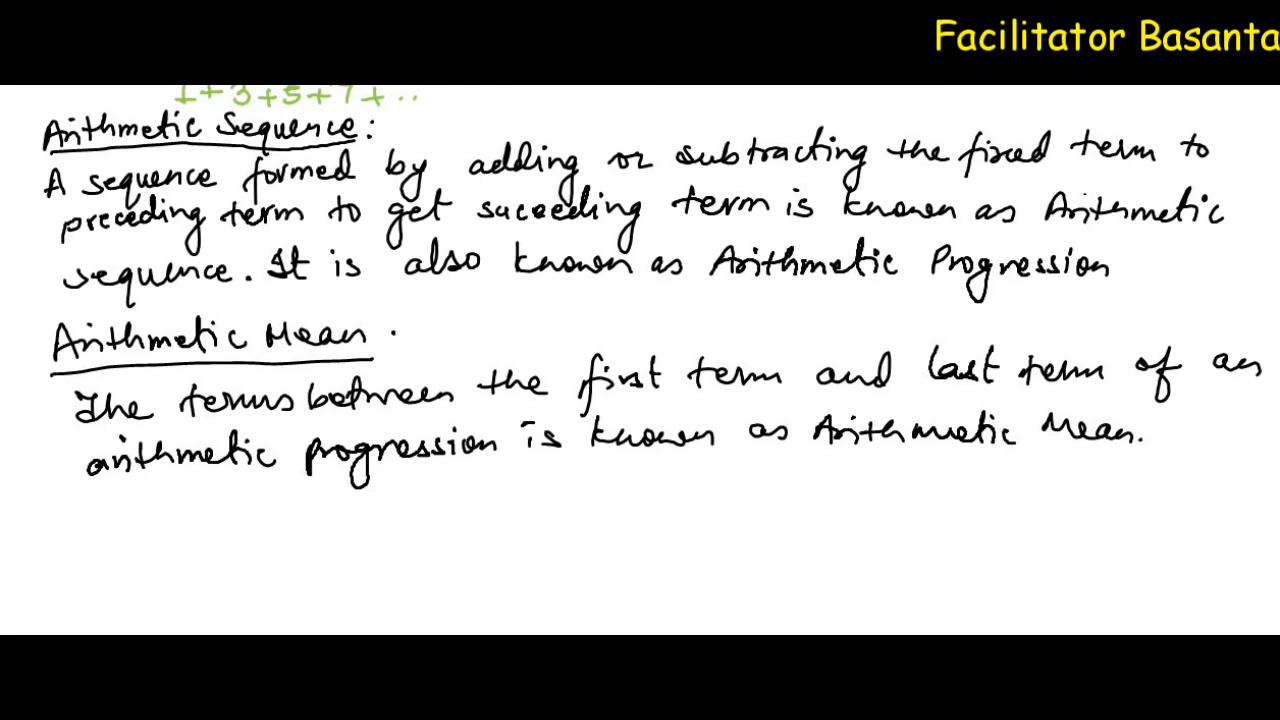 Facilitator Basanta
1+3+5+7+..
Arithmetic Sequence:
A sequence formed by adding or subtracting the fixed term to
preceding term to get succeeding term is known as Arithmetic
sequence. It is also known as Arithmetic Progression
Arithmetic Mean.
The terms between the first term and last term of an
arithmetic progression is known as Arithmetic Mean.